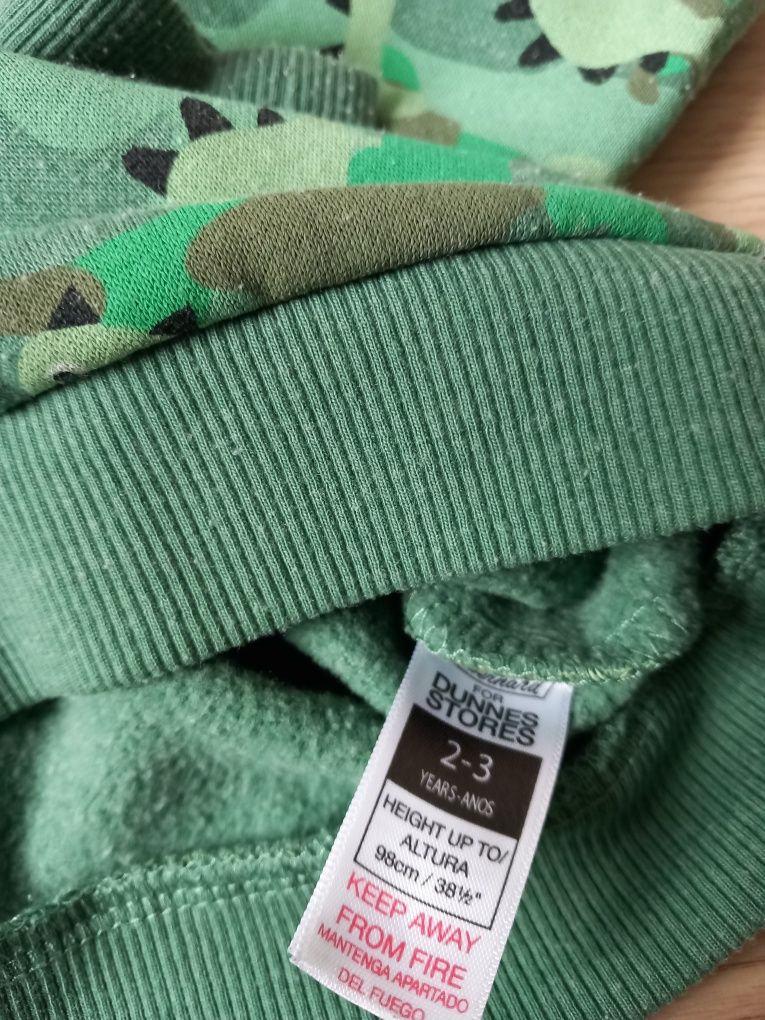 FOR
DUNNES
STORES
2-3
YEARS-ANOS
HEIGHT UP TO/
ALTURA
98cm / 38½"
KEEP AWAY
FROM FIRE
MANTENGA APARTADO
DEL FUEGO